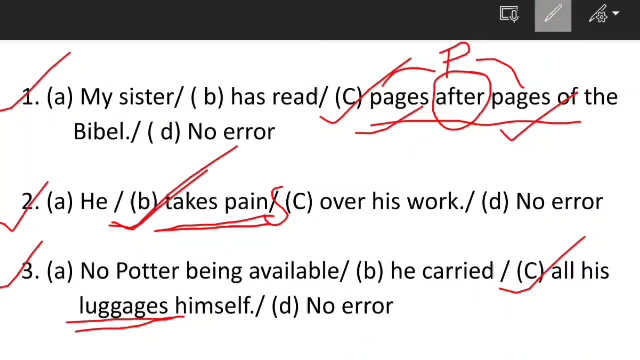 P
1. (a) My sister/ ( b) has read/ (C) pages after pages of the
Bibel./ ( d) No error
2. (a) He / (b) takes pain/s (C) over his work./ (d) No error
3. (a) No Potter being available/ (b) he carried / (C) all his
luggages himself./ (d) No error